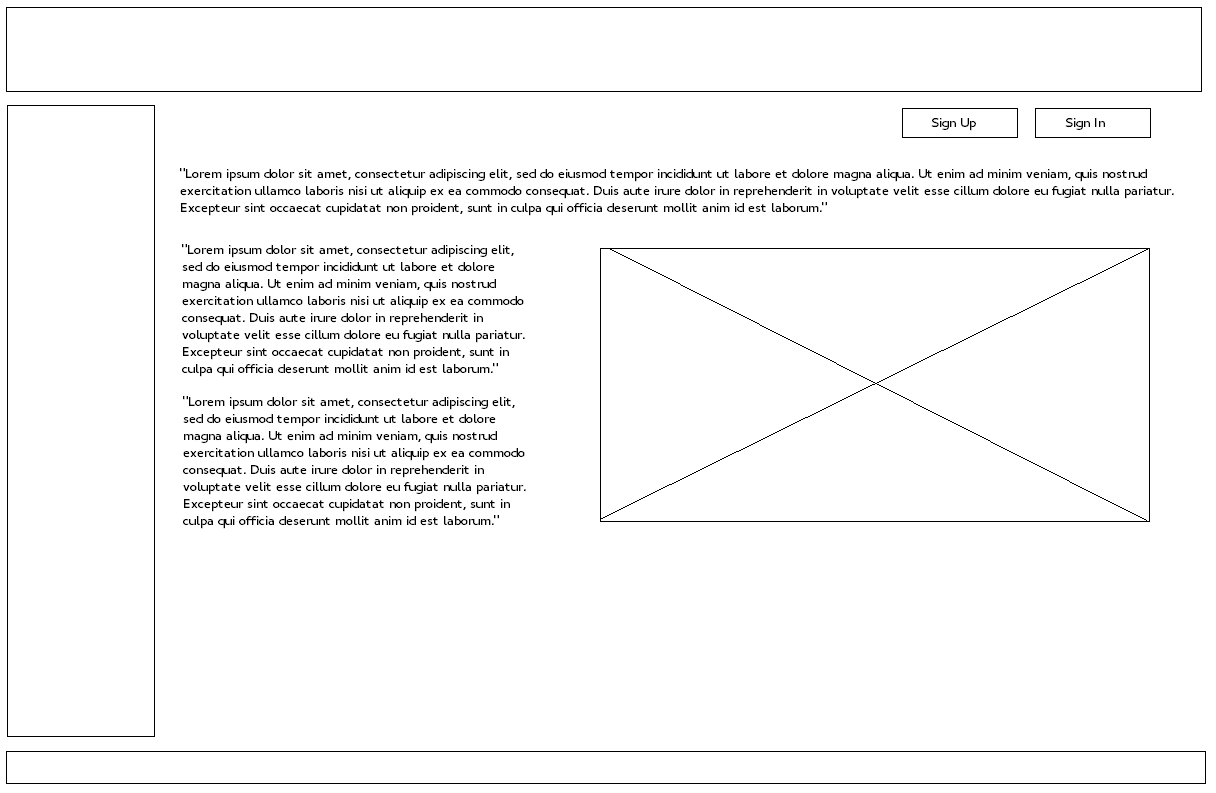 Sign Up
Sign In
"Lorem ipsum dolor sit amet, consectetur adipiscing elit, sed do eiusmod tempor incididunt ut labore et dolore magna aliqua. Ut enim ad minim veniam, quis nostrud
exercitation ullamco laboris nisi ut aliquip ex ea commodo consequat. Duis aute irure dolor in reprehenderit in voluptate velit esse cillum dolore eu fugiat nulla pariatur.
Excepteur sint occaecat cupidatat non proident, sunt in culpa qui officia deserunt mollit anim id est laborum."
"Lorem ipsum dolor sit amet, consectetur adipiscing elit,
sed do eiusmod tempor incididunt ut labore et dolore
magna aliqua. Ut enim ad minim veniam, quis nostrud
exercitation ullamco laboris nisi ut aliquip ex ea commodo
consequat. Duis aute irure dolor in reprehenderit in
voluptate velit esse cillum dolore eu fugiat nulla pariatur.
Excepteur sint occaecat cupidatat non proident, sunt in
culpa qui officia deserunt mollit anim id est laborum."
"Lorem ipsum dolor sit amet, consectetur adipiscing elit,
sed do eiusmod tempor incididunt ut labore et dolore
magna aliqua. Ut enim ad minim veniam, quis nostrud
exercitation ullamco laboris nisi ut aliquip ex ea commodo
consequat. Duis aute irure dolor in reprehenderit in
voluptate velit esse cillum dolore eu fugiat nulla pariatur.
Excepteur sint occaecat cupidatat non proident, sunt in
culpa qui officia deserunt mollit anim id est laborum."